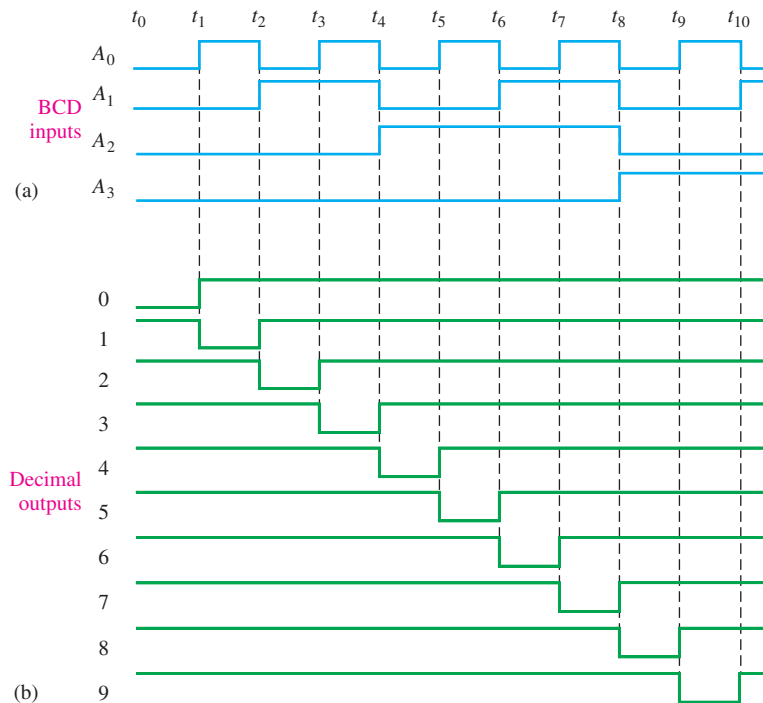 t0 t1 t2 t3 t4 t5 t6 t7 t8 t9 t10
A0
A1
BCD
inputs
A2
(a)
A3
0
1
2
3
4
Decimal
outputs
5
6
7
8
(b)
9